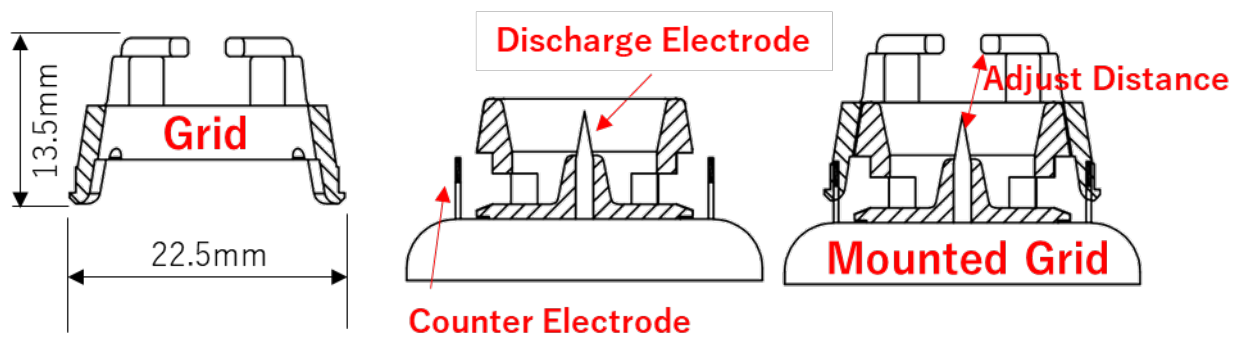 Discharge Electrode
Adjust Distance
13.5mm
Grid
22.5mm
Mounted Grid
Counter Electrode